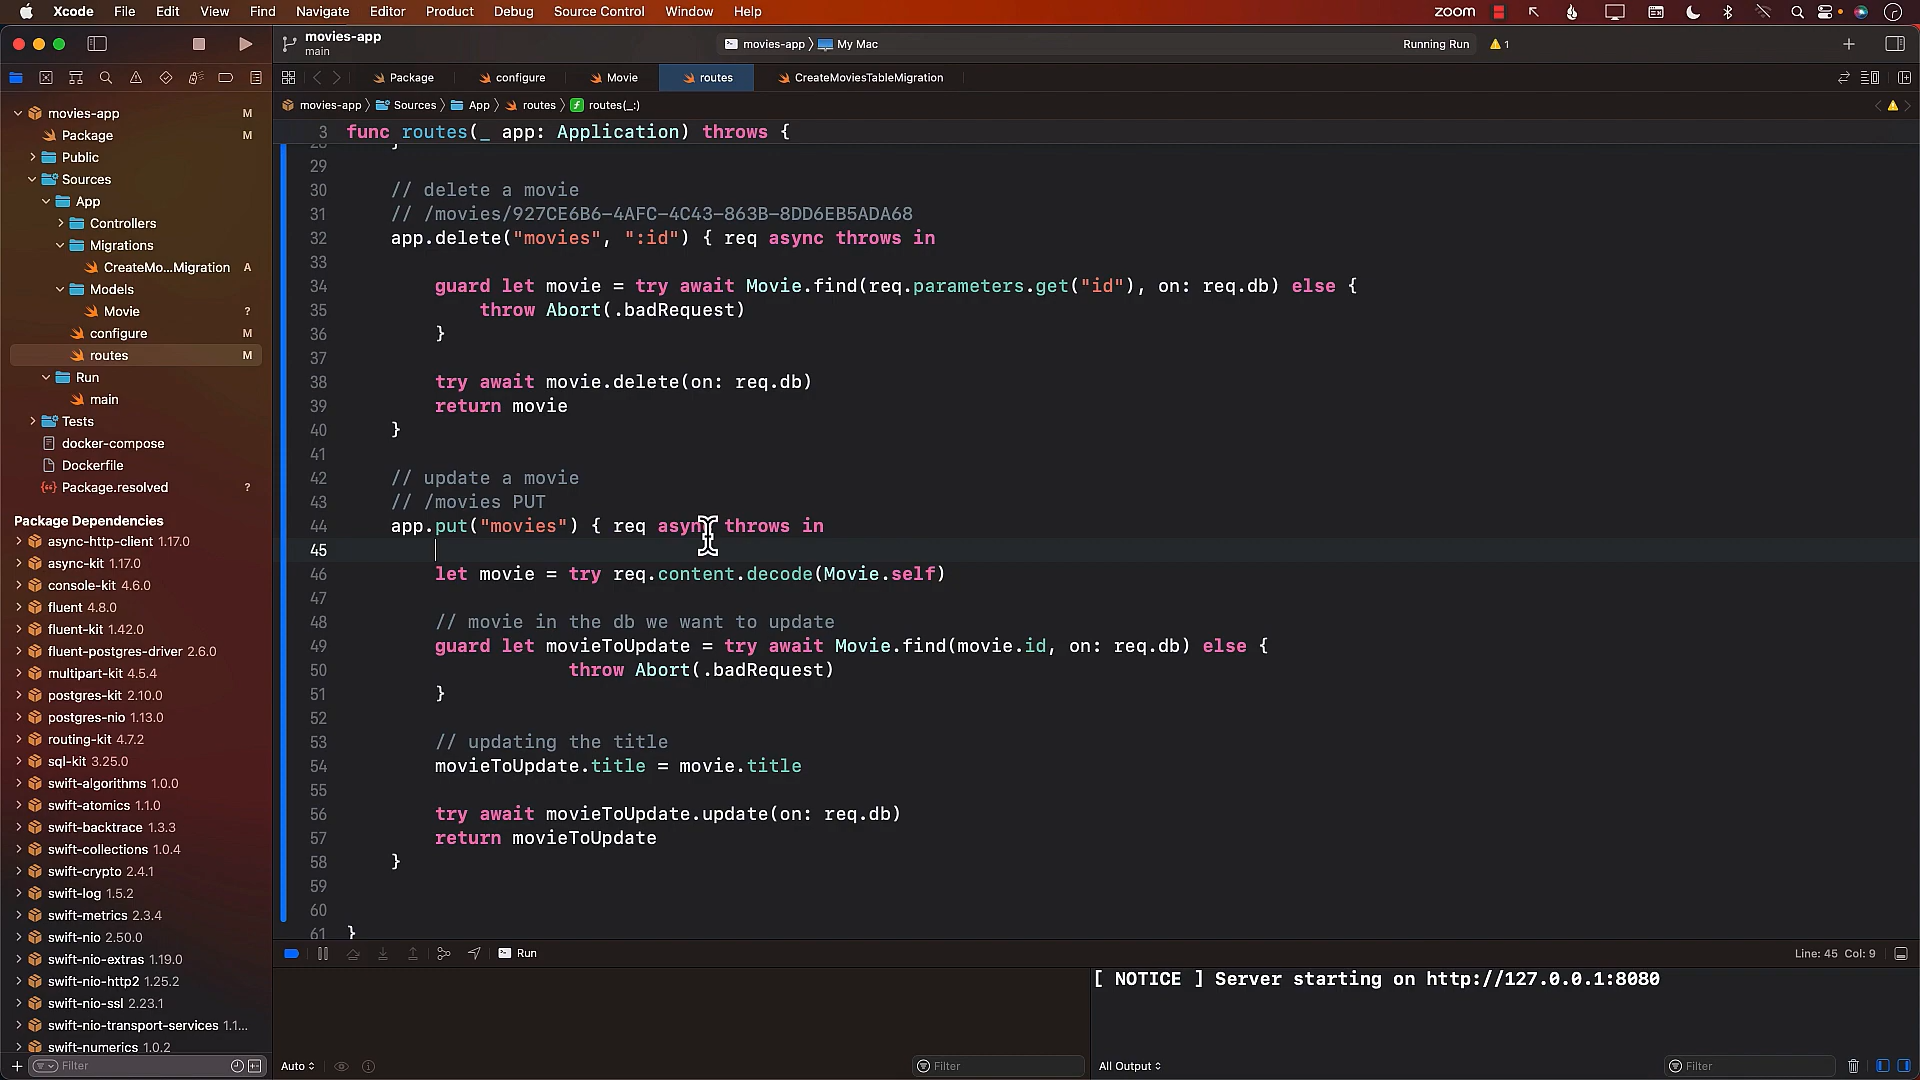 Xcode File Edit View Find Navigate Editor Product Debug Source Control Window Help zoom
movies-app
main
movies-app 〉 My Mac
Running Run
1
Package configure Movie routes CreateMoviesTableMigration
movies-app 〉 Sources 〉 App 〉 routes 〉 f routes(_:)
movies-app M
Package M
Public
Sources
App
Controllers
Migrations
CreateMo...Migration A
Models
Movie ?
configure M
routes M
Run
main
Tests
docker-compose
Dockerfile
Package.resolved ?
Package Dependencies
async-http-client 1.17.0
async-kit 1.17.0
console-kit 4.6.0
fluent 4.8.0
fluent-kit 1.42.0
fluent-postgres-driver 2.6.0
multipart-kit 4.5.4
postgres-kit 2.10.0
postgres-nio 1.13.0
routing-kit 4.7.2
sql-kit 3.25.0
swift-algorithms 1.0.0
swift-atomics 1.1.0
swift-backtrace 1.3.3
swift-collections 1.0.4
swift-crypto 2.4.1
swift-log 1.5.2
swift-metrics 2.3.4
swift-nio 2.50.0
swift-nio-extras 1.19.0
swift-nio-http2 1.25.2
swift-nio-ssl 2.23.1
swift-nio-transport-services 1.1...
swift-numerics 1.0.2
Filter
3 func routes(_ app: Application) throws {
28 }
29
30 // delete a movie
31 // /movies/927CE6B6-4AFC-4C43-863B-8DD6EB5ADA68
32 app.delete("movies", ":id") { req async throws in
33
34 guard let movie = try await Movie.find(req.parameters.get("id"), on: req.db) else {
35 throw Abort(.badRequest)
36 }
37
38 try await movie.delete(on: req.db)
39 return movie
40 }
41
42 // update a movie
43 // /movies PUT
44 app.put("movies") { req async throws in
45
46 let movie = try req.content.decode(Movie.self)
47
48 // movie in the db we want to update
49 guard let movieToUpdate = try await Movie.find(movie.id, on: req.db) else {
50 throw Abort(.badRequest)
51 }
52
53 // updating the title
54 movieToUpdate.title = movie.title
55
56 try await movieToUpdate.update(on: req.db)
57 return movieToUpdate
58 }
59
60
61 }
Run
Line: 45 Col: 9
[ NOTICE ] Server starting on http://127.0.0.1:8080
Auto
Filter
All Output
Filter